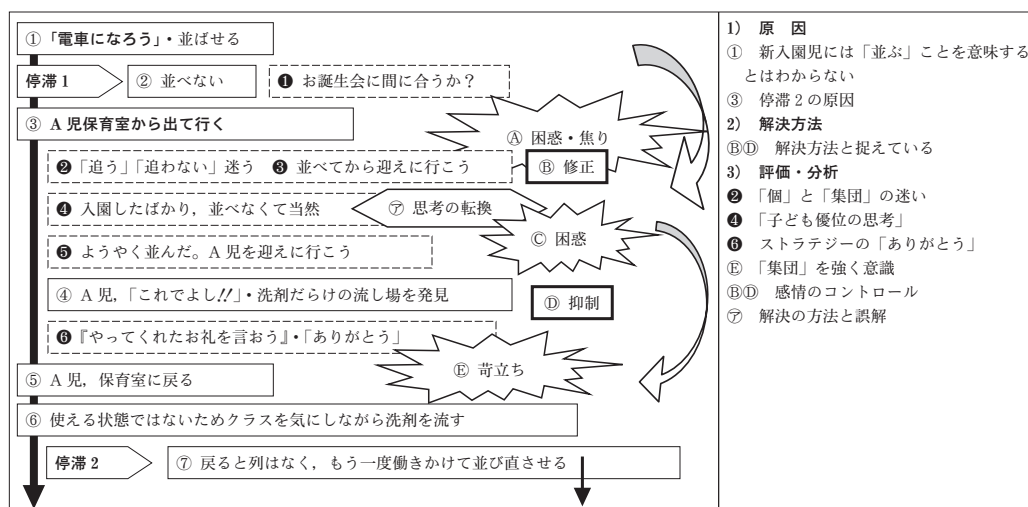 ①「電車になろう」・並ばせる
停滞1
② 並べない
❶ お誕生会に間に合うか？
③ A 児保育室から出て行く
Ⓐ 困惑・焦り
❷「追う」「追わない」迷う ❸ 並べてから迎えに行こう
Ⓑ 修正
❹ 入園したばかり，並べなくて当然
㋐ 思考の転換
Ⓒ 困惑
❺ ようやく並んだ。A 児を迎えに行こう
④ A 児，「これでよし!!」・洗剤だらけの流し場を発見
Ⓓ 抑制
❻『やってくれたお礼を言おう』・「ありがとう」
Ⓔ 苛立ち
⑤ A 児，保育室に戻る
⑥ 使える状態ではないためクラスを気にしながら洗剤を流す
停滞2
⑦ 戻ると列はなく，もう一度働きかけて並び直させる
1) 原 因
① 新入園児には「並ぶ」ことを意味する
とはわからない
③ 停滞2の原因
2) 解決方法
ⒷⒹ 解決方法と捉えている
3) 評価・分析
❷ 「個」と「集団」の迷い
❹ 「子ども優位の思考」
❻ ストラテジーの「ありがとう」
Ⓔ 「集団」を強く意識
ⒷⒹ 感情のコントロール
㋐ 解決の方法と誤解